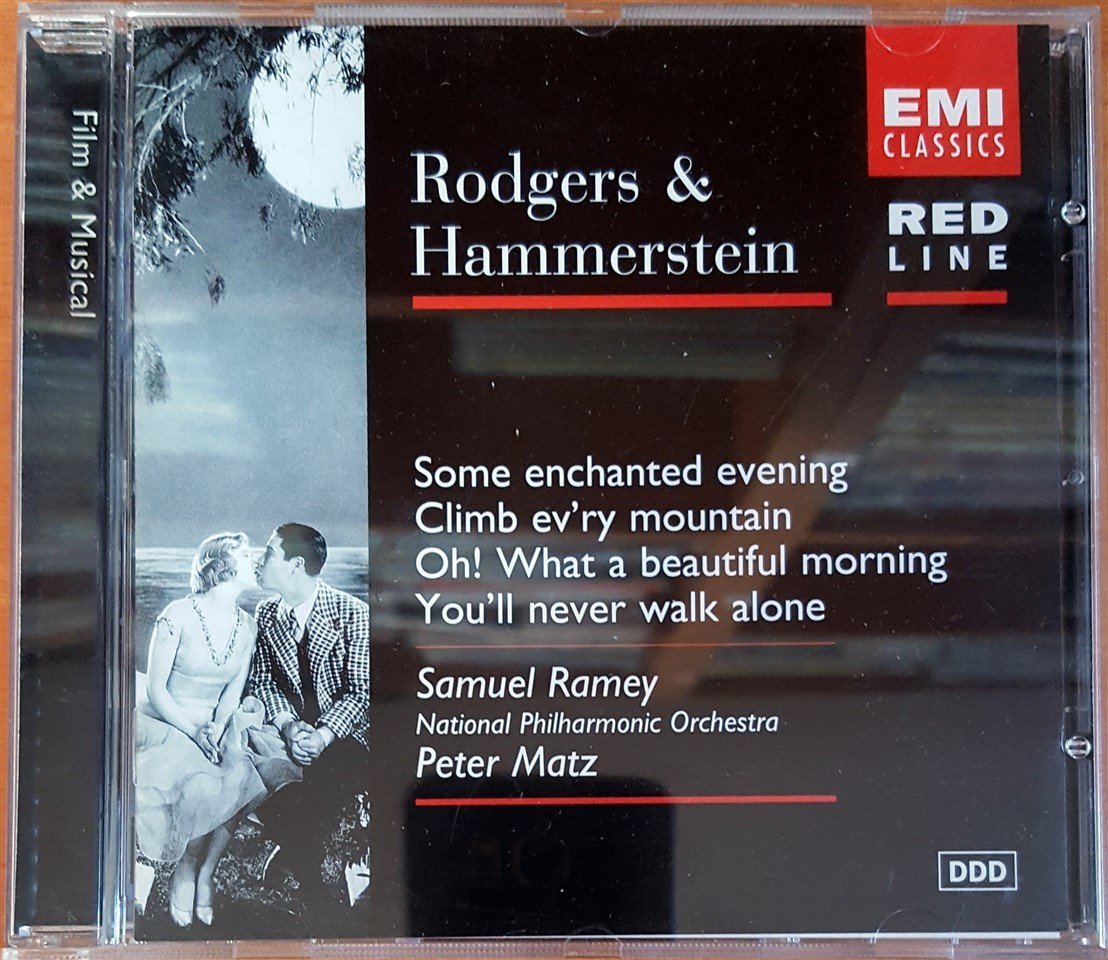 Film & Musical
EMI
CLASSICS
RED
LINE
Rodgers &
Hammerstein
Some enchanted evening
Climb ev'ry mountain
Oh! What a beautiful morning
You'll never walk alone
Samuel Ramey
National Philharmonic Orchestra
Peter Matz
DDD